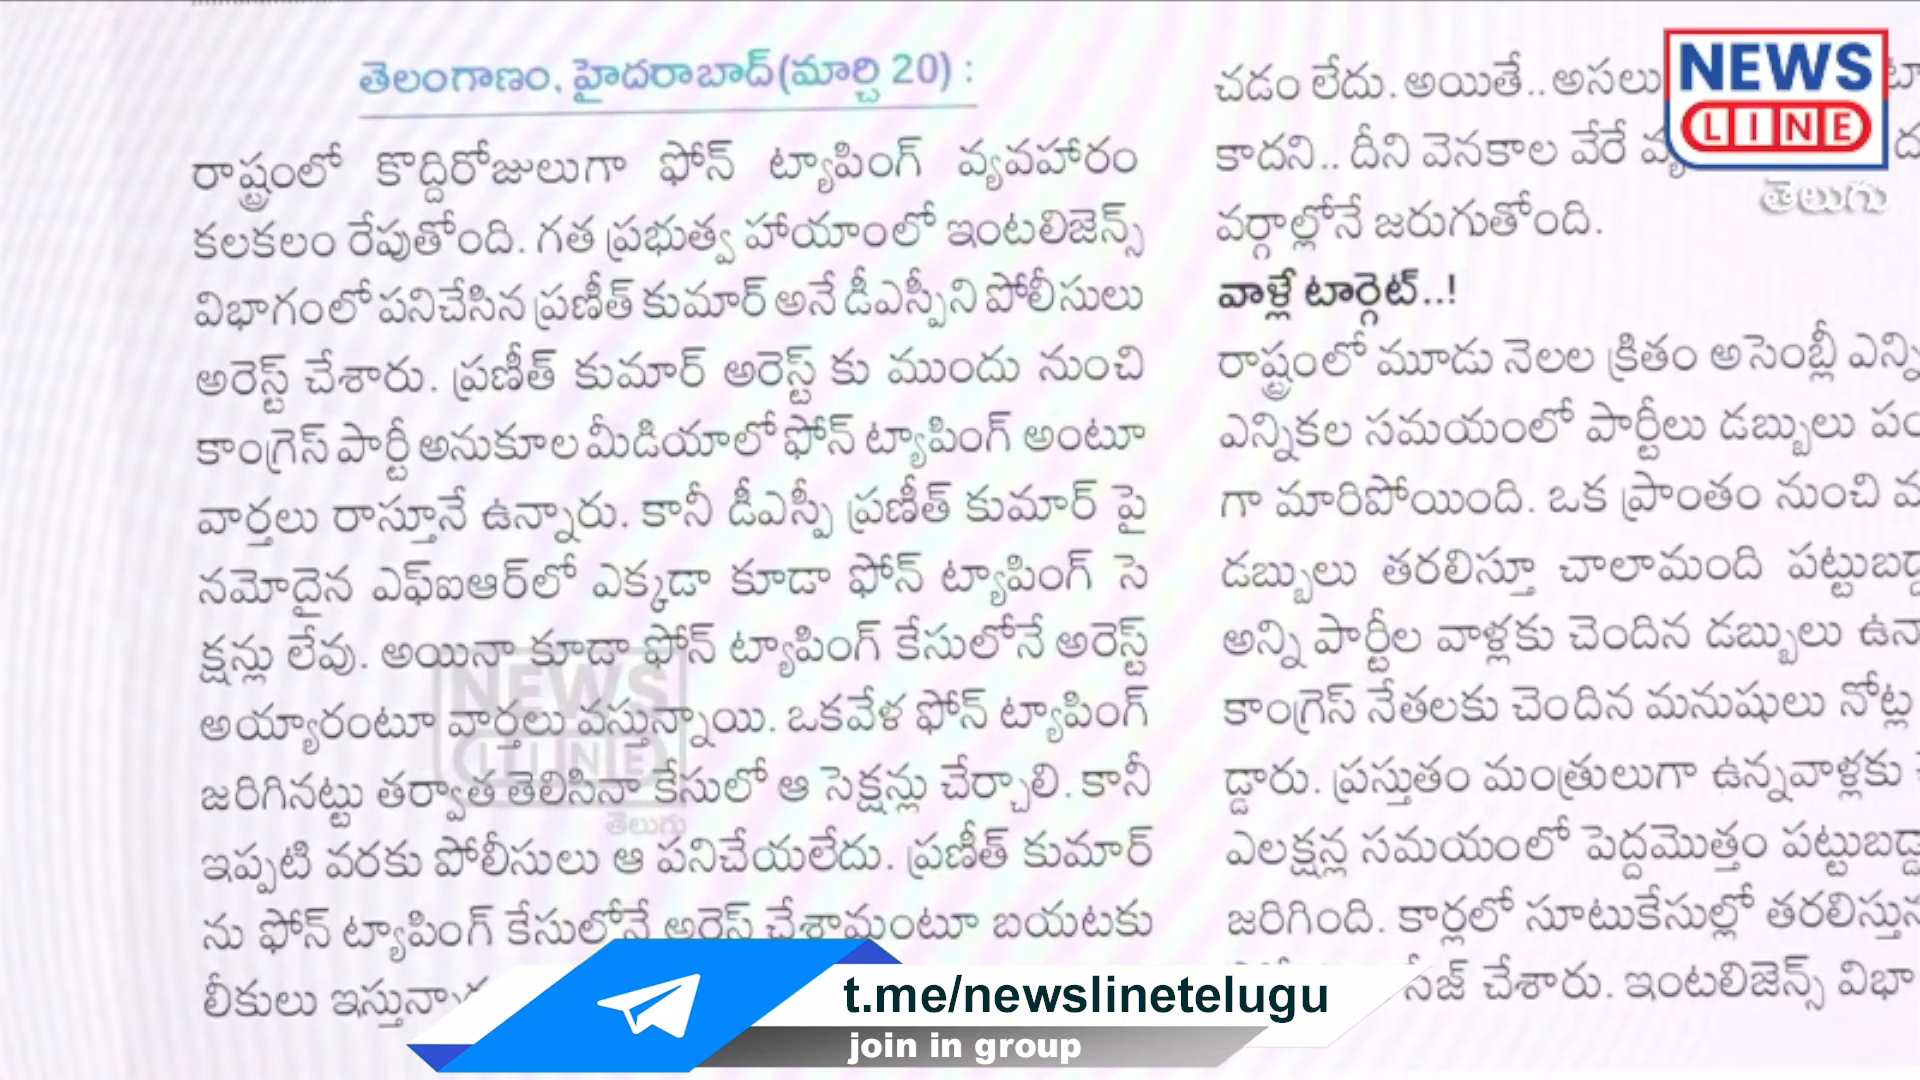 తెలంగాణం, హైదరాబాద్(మార్చి 20) :
రాష్ట్రంలో కొద్దిరోజులుగా ఫోన్ ట్యాపింగ్ వ్యవహారం
కలకలం రేపుతోంది. గత ప్రభుత్వ హాయాంలో ఇంటలిజెన్స్
విభాగంలో పనిచేసిన ప్రణీత్ కుమార్ అనే డీఎస్పీని పోలీసులు
అరెస్ట్ చేశారు. ప్రణీత్ కుమార్ అరెస్ట్ కు ముందు నుంచి
కాంగ్రెస్ పార్టీ అనుకూల మీడియాలో ఫోన్ ట్యాపింగ్ అంటూ
వార్తలు రాస్తూనే ఉన్నారు. కానీ డీఎస్పీ ప్రణీత్ కుమార్ పై
నమోదైన ఎఫ్ఐఆర్‌లో ఎక్కడా కూడా ఫోన్ ట్యాపింగ్ సె
క్షన్లు లేవు. అయినా కూడా ఫోన్ ట్యాపింగ్ కేసులోనే అరెస్ట్
అయ్యారంటూ వార్తలు వస్తున్నాయి. ఒకవేళ ఫోన్ ట్యాపింగ్
జరిగినట్టు తర్వాత తెలిసినా కేసులో ఆ సెక్షన్లు చేర్చాలి. కానీ
ఇప్పటి వరకు పోలీసులు ఆ పనిచేయలేదు. ప్రణీత్ కుమార్
ను ఫోన్ ట్యాపింగ్ కేసులోనే అరెస్ట్ చేశామంటూ బయటకు
లీకులు
చడం లేదు. అయితే.. అసలు
కాదని.. దీని వెనకాల వేరే
వర్గాల్లోనే జరుగుతోంది.
వాళ్లే టార్గెట్..!
రాష్ట్రంలో మూడు నెలల క్రితం అసెంబ్లీ
ఎన్నికల సమయంలో పార్టీలు డబ్బులు
గా మారిపోయింది. ఒక ప్రాంతం నుంచి
డబ్బులు తరలిస్తూ చాలామంది
అన్ని పార్టీల వాళ్లకు చెందిన డబ్బులు
కాంగ్రెస్ నేతలకు చెందిన మనుషులు నోట్ల
డ్డారు. ప్రస్తుతం మంత్రులుగా ఉన్నవాళ్లకు
ఎలక్షన్ల సమయంలో పెద్దమొత్తం
జరిగింది. కార్లలో సూటుకేసుల్లో
సీజ్ చేశారు. ఇంటలిజెన్స్
NEWS
LINE
తెలుగు
NEWS
LINE
తెలుగు
t.me/newslinetelugu
join in group